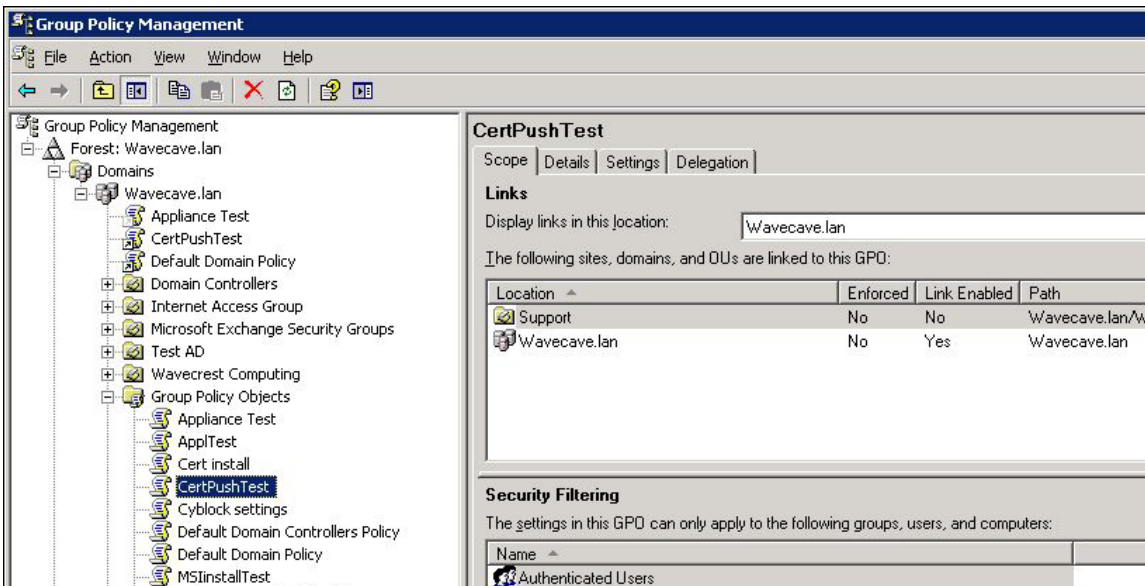 Group Policy Management
File Action View Window Help
Group Policy Management
Forest: Wavecave.lan
Domains
Wavecave.lan
Appliance Test
CertPushTest
Default Domain Policy
Domain Controllers
Internet Access Group
Microsoft Exchange Security Groups
Test AD
Wavecrest Computing
Group Policy Objects
Appliance Test
ApplTest
Cert install
CertPushTest
Cyblock settings
Default Domain Controllers Policy
Default Domain Policy
MSIinstallTest
CertPushTest
Scope Details Settings Delegation
Links
Display links in this location: Wavecave.lan
The following sites, domains, and OUs are linked to this GPO:
Location Enforced Link Enabled Path
Support No No Wavecave.lan/W
Wavecave.lan No Yes Wavecave.lan
Security Filtering
The settings in this GPO can only apply to the following groups, users, and computers:
Name
Authenticated Users